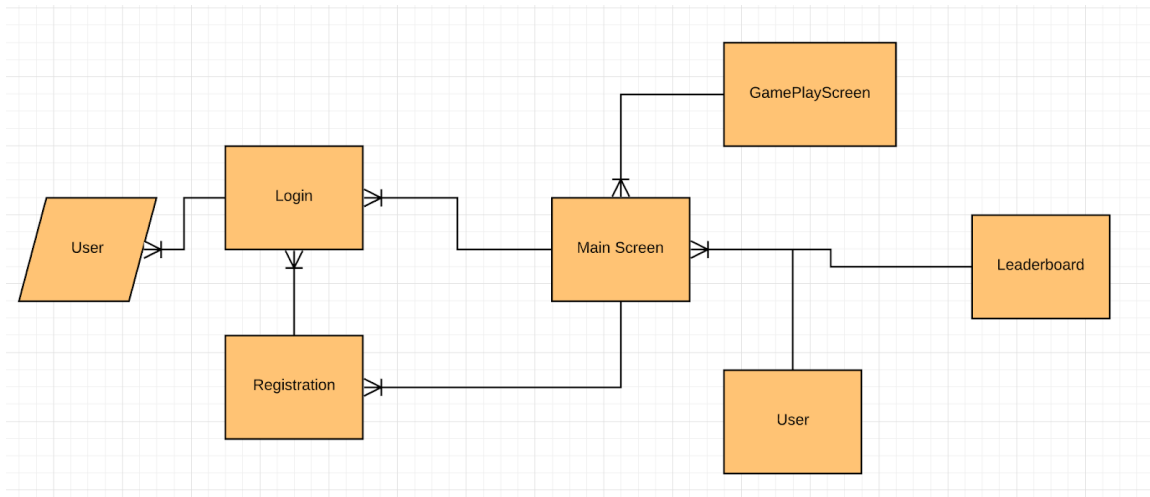 GamePlayScreen
Login
User
Main Screen
Leaderboard
Registration
User